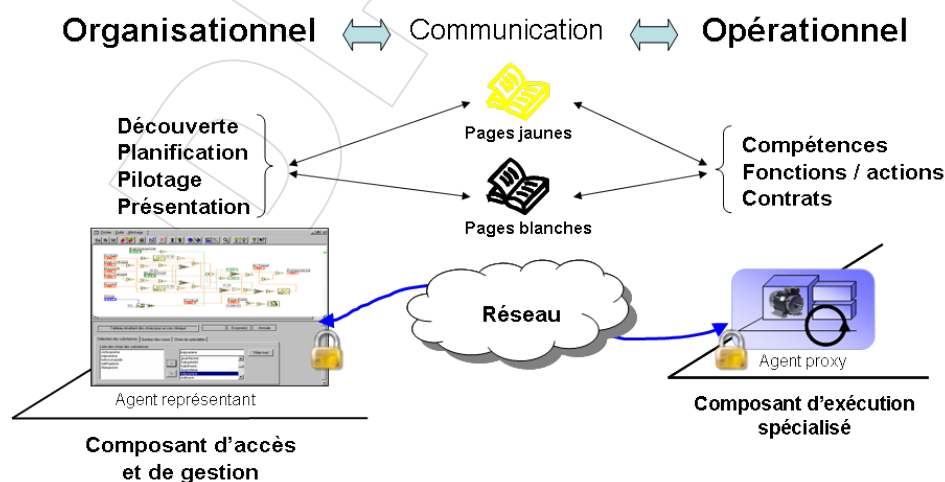 Organisationnel Communication Opérationnel
Pages jaunes
Découverte
Planification
Pilotage
Présentation
Compétences
Fonctions / actions
Contrats
Pages blanches
Réseau
Agent représentant
Agent proxy
Composant d'accès
et de gestion
Composant d'exécution
spécialisé